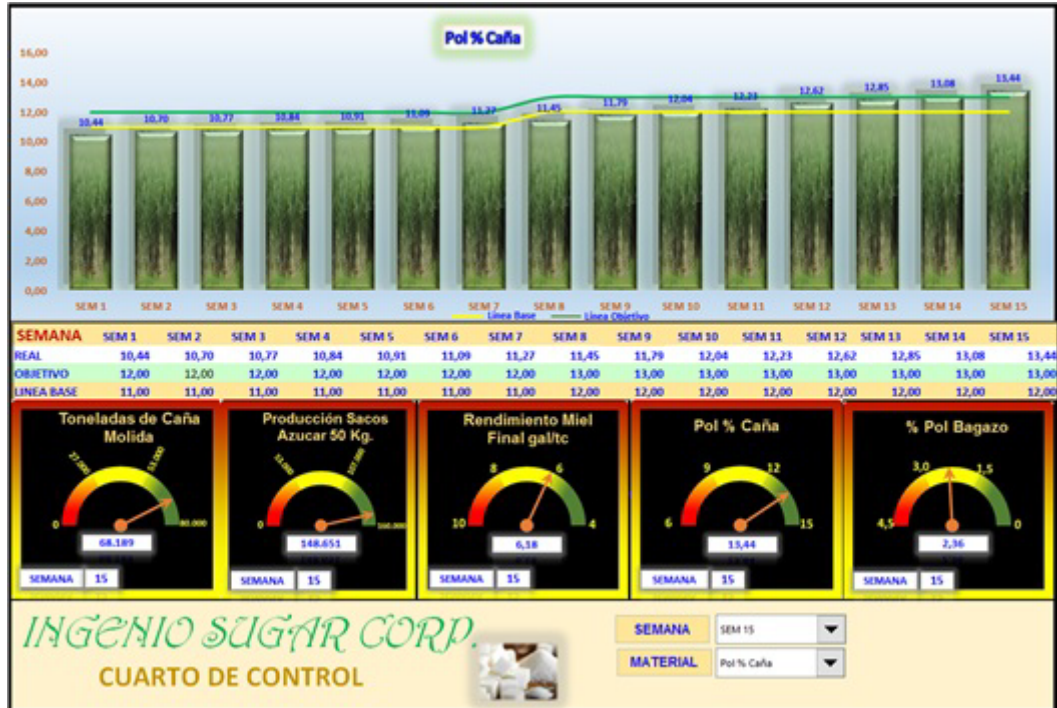 Pol % Caña
16,00
14,00
12,00
10,00
8,00
6,00
4,00
2,00
0,00
10,44 10,70 10,77 10,84 10,91 11,09 11,27 11,45 11,79 12,04 12,23 12,62 12,85 13,08 13,44
SEM 1 SEM 2 SEM 3 SEM 4 SEM 5 SEM 6 SEM 7 SEM 8 SEM 9 SEM 10 SEM 11 SEM 12 SEM 13 SEM 14 SEM 15
Línea Base Línea Objetivo
SEMANA SEM 1 SEM 2 SEM 3 SEM 4 SEM 5 SEM 6 SEM 7 SEM 8 SEM 9 SEM 10 SEM 11 SEM 12 SEM 13 SEM 14 SEM 15
REAL 10,44 10,70 10,77 10,84 10,91 11,09 11,27 11,45 11,79 12,04 12,23 12,62 12,85 13,08 13,44
OBJETIVO 12,00 12,00 12,00 12,00 12,00 12,00 12,00 13,00 13,00 13,00 13,00 13,00 13,00 13,00 13,00
LINEA BASE 11,00 11,00 11,00 11,00 11,00 11,00 11,00 12,00 12,00 12,00 12,00 12,00 12,00 12,00 12,00
Toneladas de Caña
Molida
27.000 53.000
0 80.000
68.189
SEMANA 15
Producción Sacos
Azucar 50 Kg.
107.000
0 160.000
148.651
SEMANA 15
Rendimiento Miel
Final gal/tc
8 6
10 4
6,18
SEMANA 15
Pol % Caña
9 12
6 15
13,44
SEMANA 15
% Pol Bagazo
3,0 1,5
4,5 0
2,36
SEMANA 15
INGENIO SUGAR CORP.
CUARTO DE CONTROL
SEMANA SEM 15
MATERIAL Pol % Caña